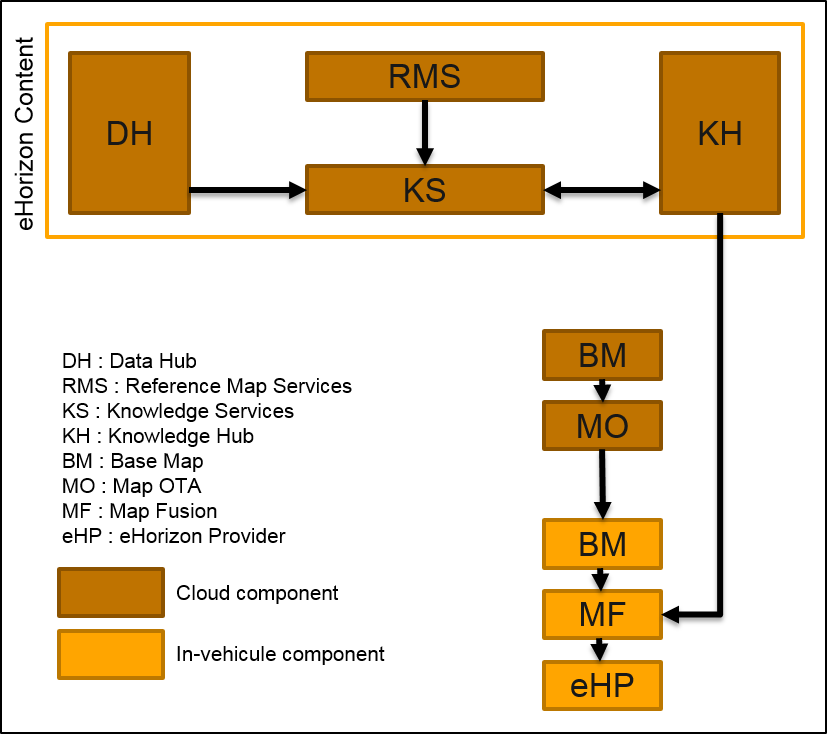 eHorizon Content
DH
RMS
KS
KH
BM
MO
BM
MF
eHP
DH : Data Hub
RMS : Reference Map Services
KS : Knowledge Services
KH : Knowledge Hub
BM : Base Map
MO : Map OTA
MF : Map Fusion
eHP : eHorizon Provider
Cloud component
In-vehicule component